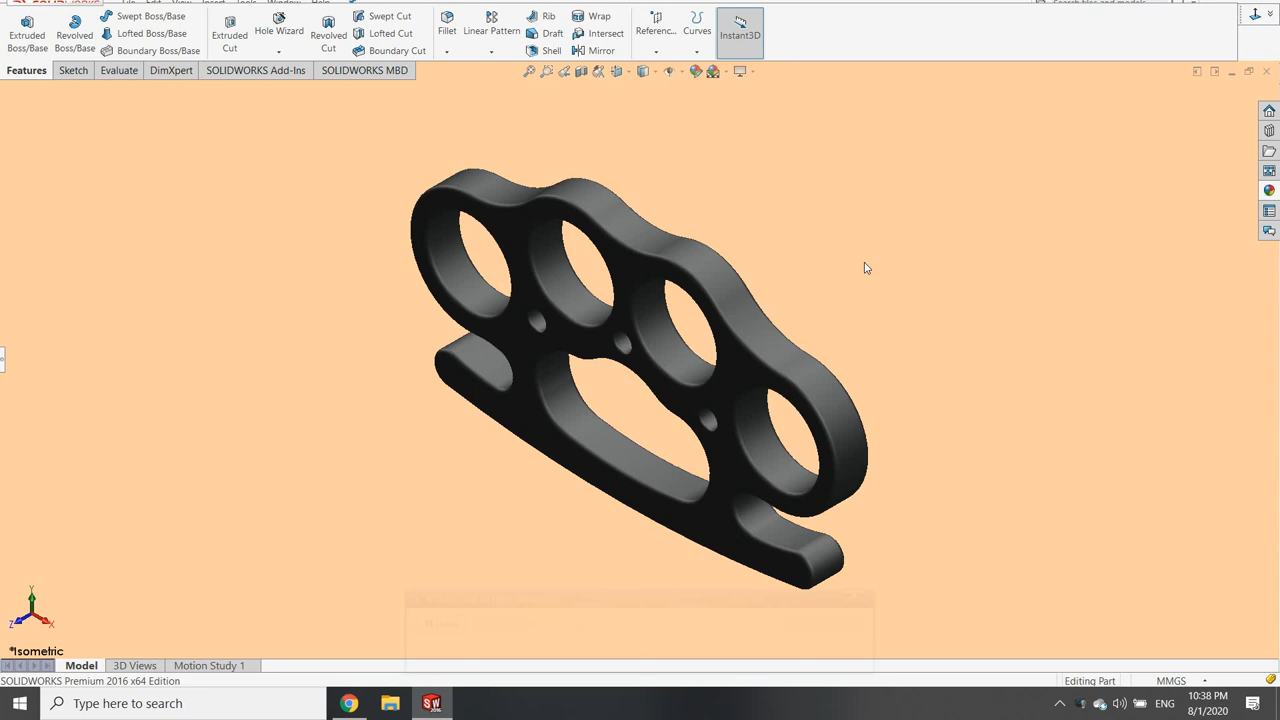 Swept Boss/Base
Rib
Wrap
Swept Cut
Extruded Boss/Base
Revolved Boss/Base
Lofted Boss/Base
Boundary Boss/Base
Extruded Cut
Hole Wizard
Revolved Cut
Lofted Cut
Boundary Cut
Fillet
Linear Pattern
Draft
Intersect
Shell
Mirror
Referenc...
Curves
Instant3D
Features
Sketch
Evaluate
DimXpert
SOLIDWORKS Add-Ins
SOLIDWORKS MBD
Y
Z
X
*Isometric
Model
3D Views
Motion Study 1
SOLIDWORKS Premium 2016 x64 Edition
Editing Part
MMGS
Type here to search
SW
2016
ENG
10:38 PM
8/1/2020